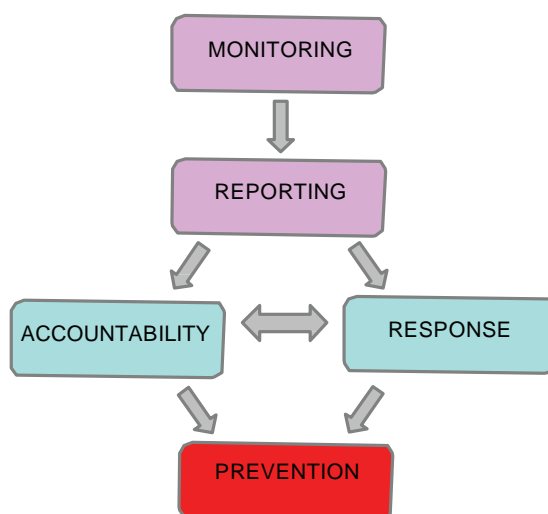 MONITORING
REPORTING
ACCOUNTABILITY
RESPONSE
PREVENTION